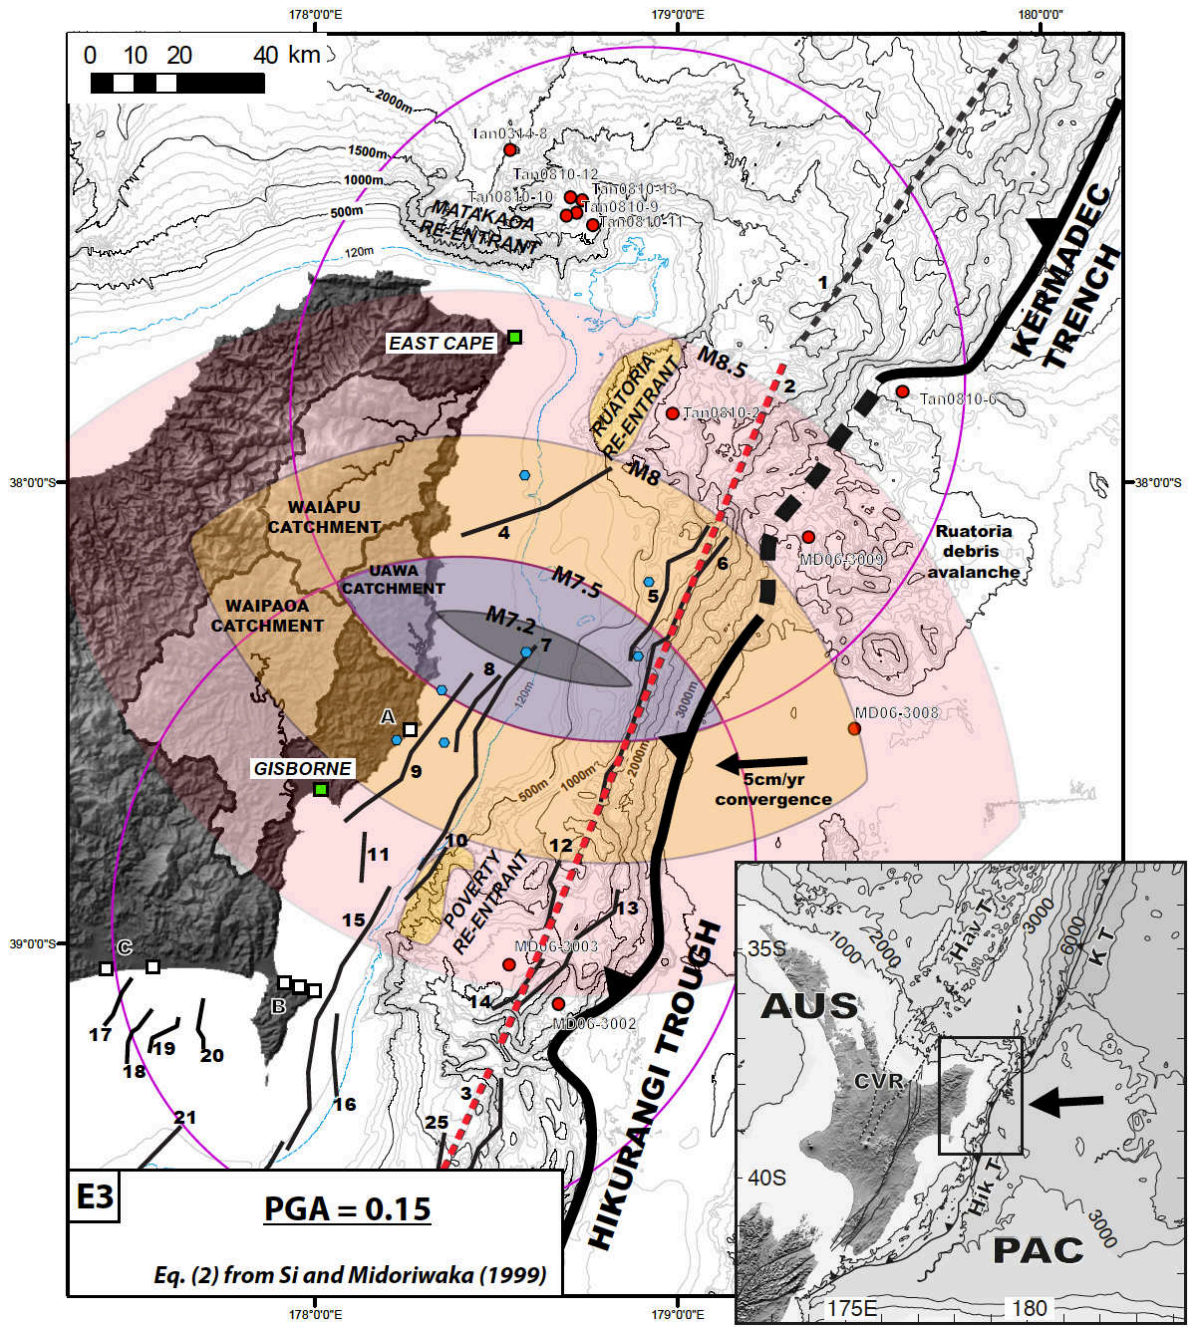 178°0'0"E
179°0'0"E
180°0'0"E
0 10 20 40 km
2000m
1500m
1000m
500m
120m
Tan0314-8
Tan0810-12
Tan0810-13
Tan0810-10
Tan0810-9
Tan0810-11
MATAKAOA
RE-ENTRANT
1
KERMADEC
TRENCH
EAST CAPE
M8.5
2
RUATORIA
RE-ENTRANT
Tan0810-2
Tan0810-6
38°0'0"S
38°0'0"S
M8
WAIAPU
CATCHMENT
4
6
Ruatoria
debris
avalanche
MD06-3009
UAWA
CATCHMENT
M7.5
5
WAIPAOA
CATCHMENT
M7.2
7
8
120m
3000m
A
MD06-3008
2000m
GISBORNE
9
1000m
500m
5cm/yr
convergence
10
11
12
POVERTY
RE-ENTRANT
13
15
39°0'0"S
C
MD06-3003
14
B
MD06-3002
17
18
19
20
16
3
21
25
HIKURANGI TROUGH
E3
PGA = 0.15
Eq. (2) from Si and Midoriwaka (1999)
178°0'0"E
179°0'0"E
35S
1000
2000
Hav T
3000
6000
K T
AUS
CVR
40S
Hik T
3000
PAC
175E
180